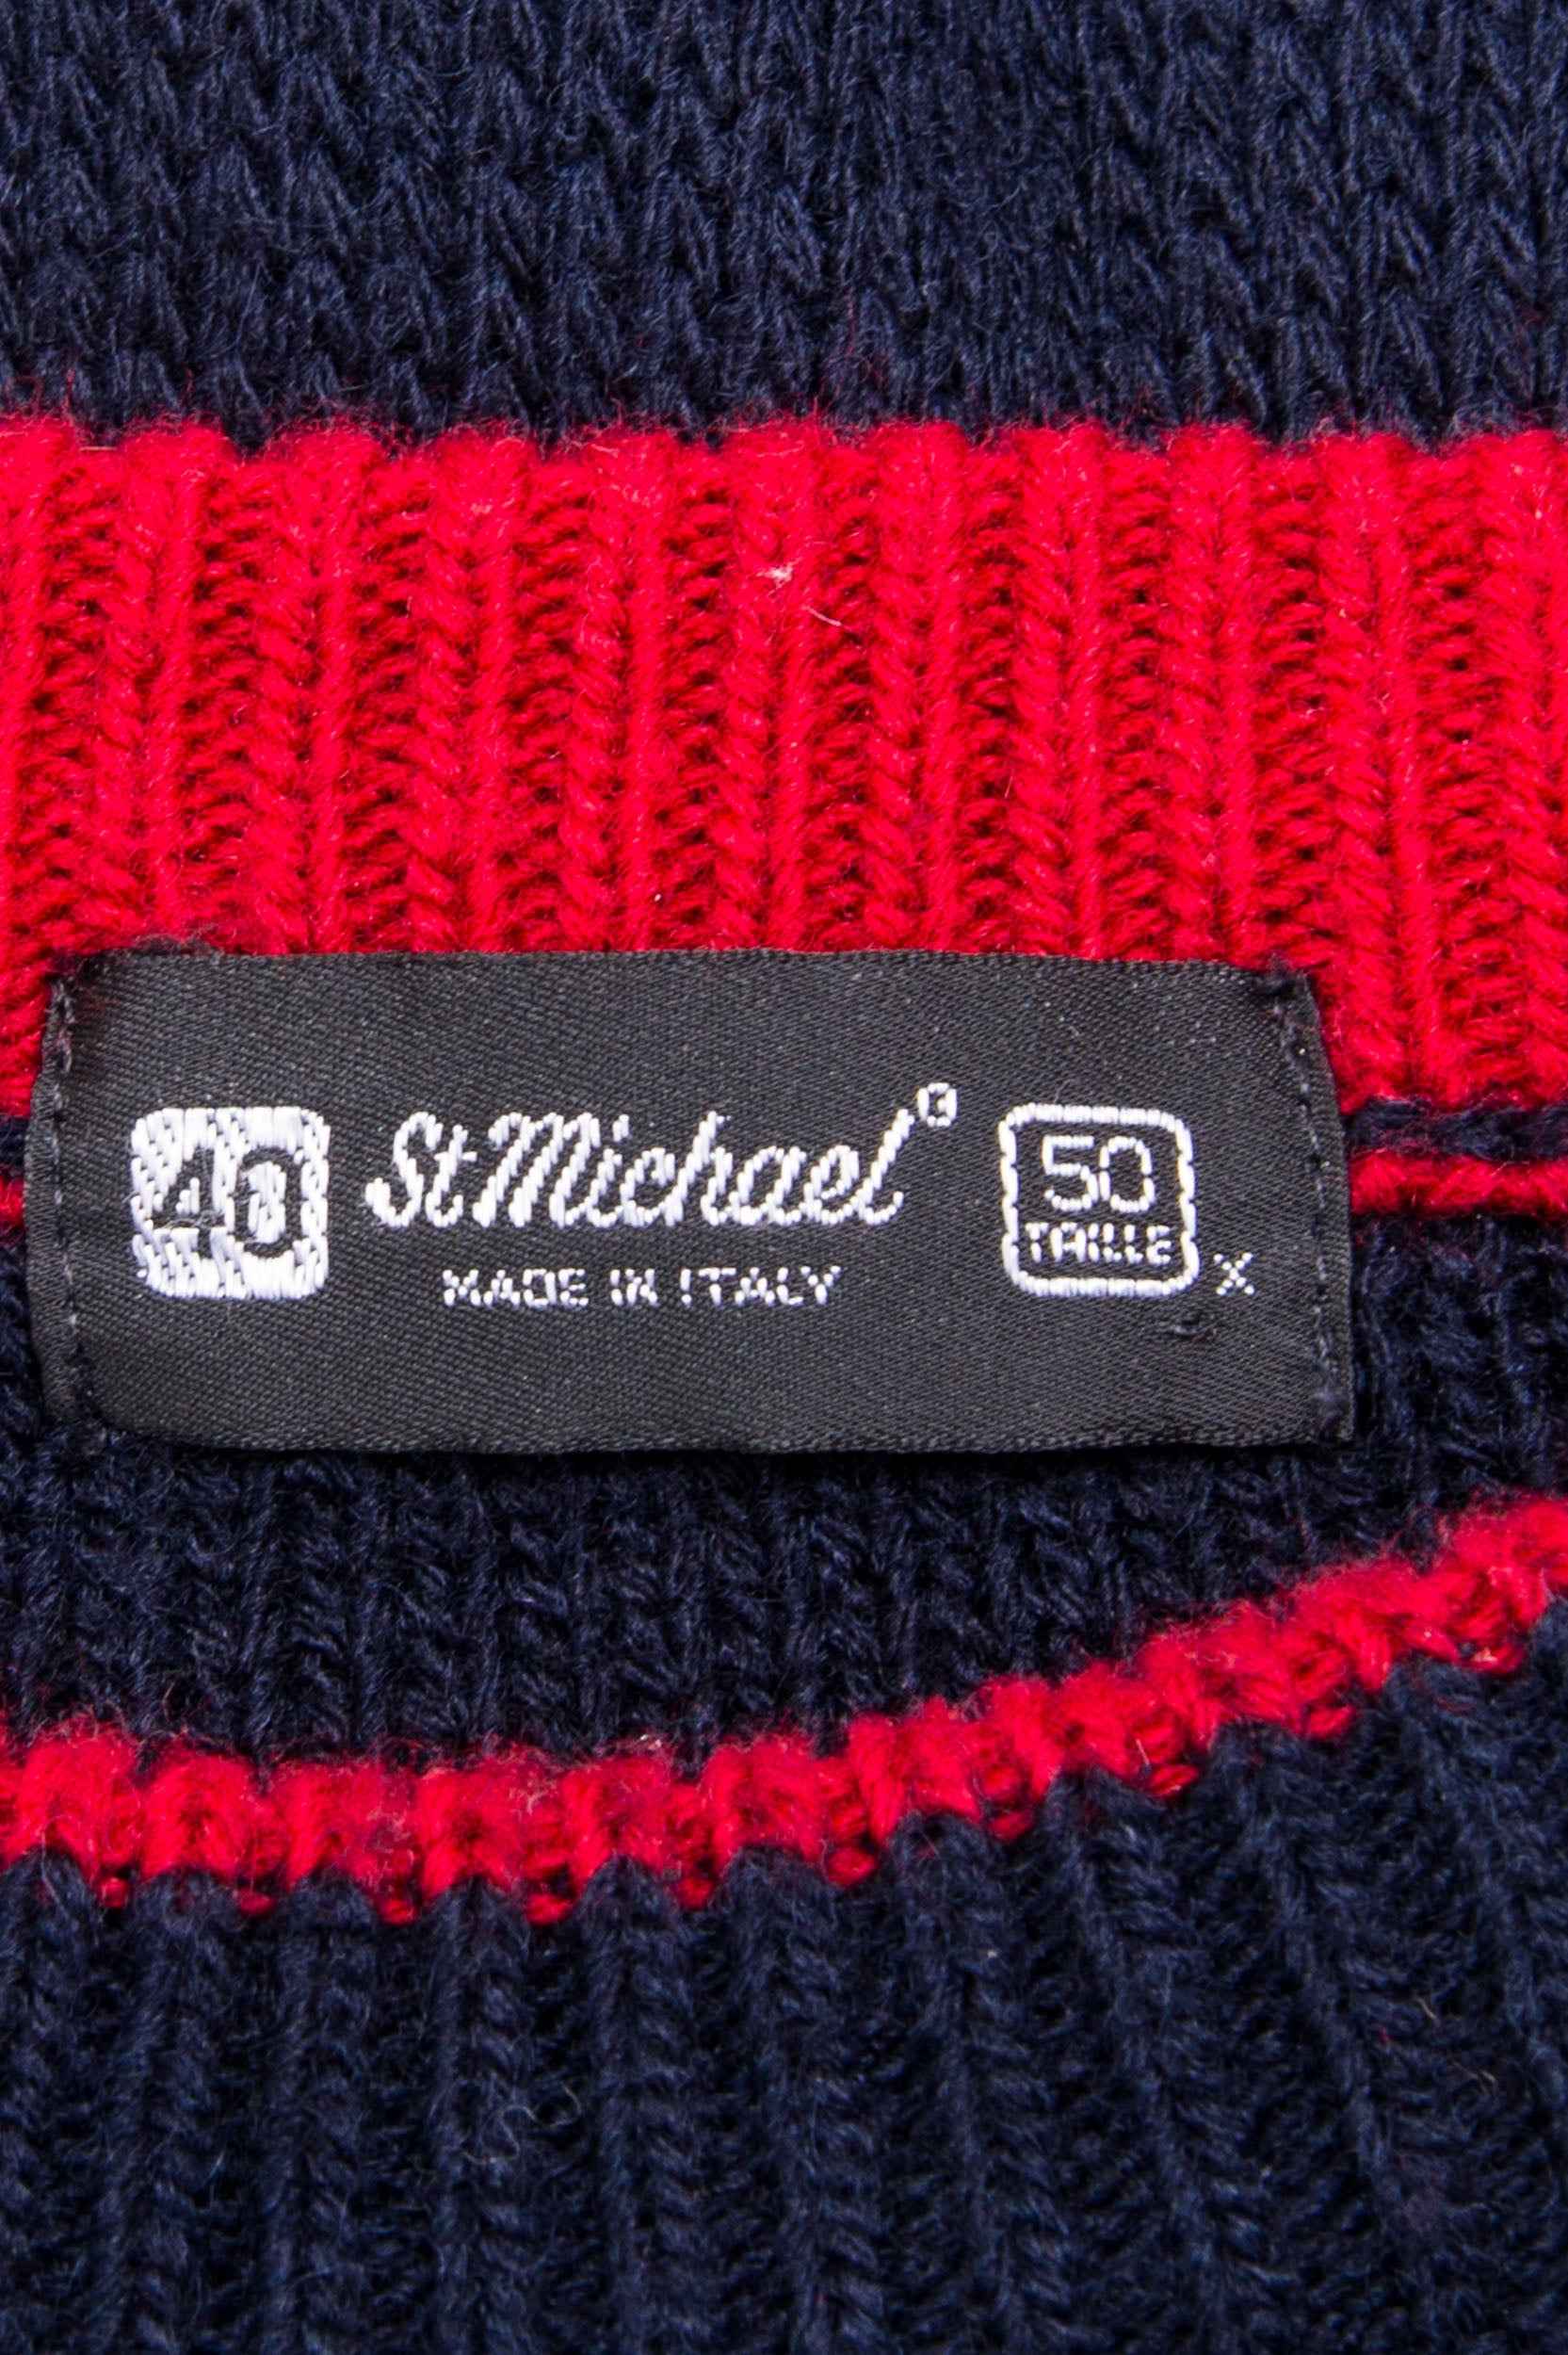 40
St Michael®
MADE IN ITALY
50
TAILLE
X